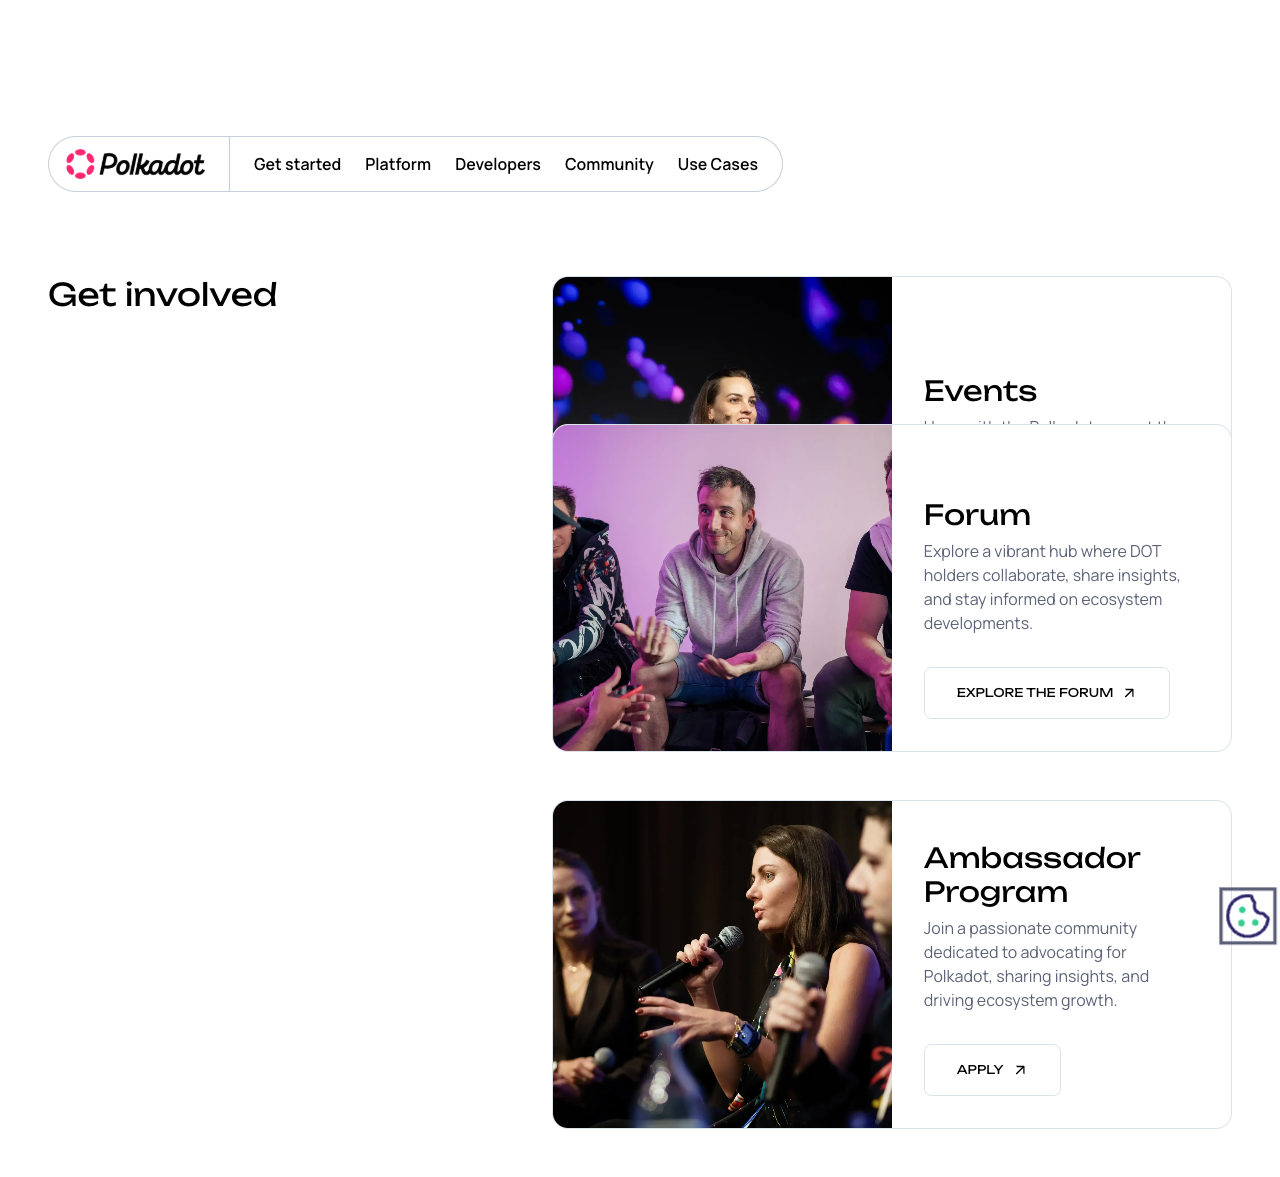 Polkadot
Get started
Platform
Developers
Community
Use Cases
Get involved
Events
Forum
Explore a vibrant hub where DOT
holders collaborate, share insights,
and stay informed on ecosystem
developments.
EXPLORE THE FORUM
Ambassador
Program
Join a passionate community
dedicated to advocating for
Polkadot, sharing insights, and
driving ecosystem growth.
APPLY